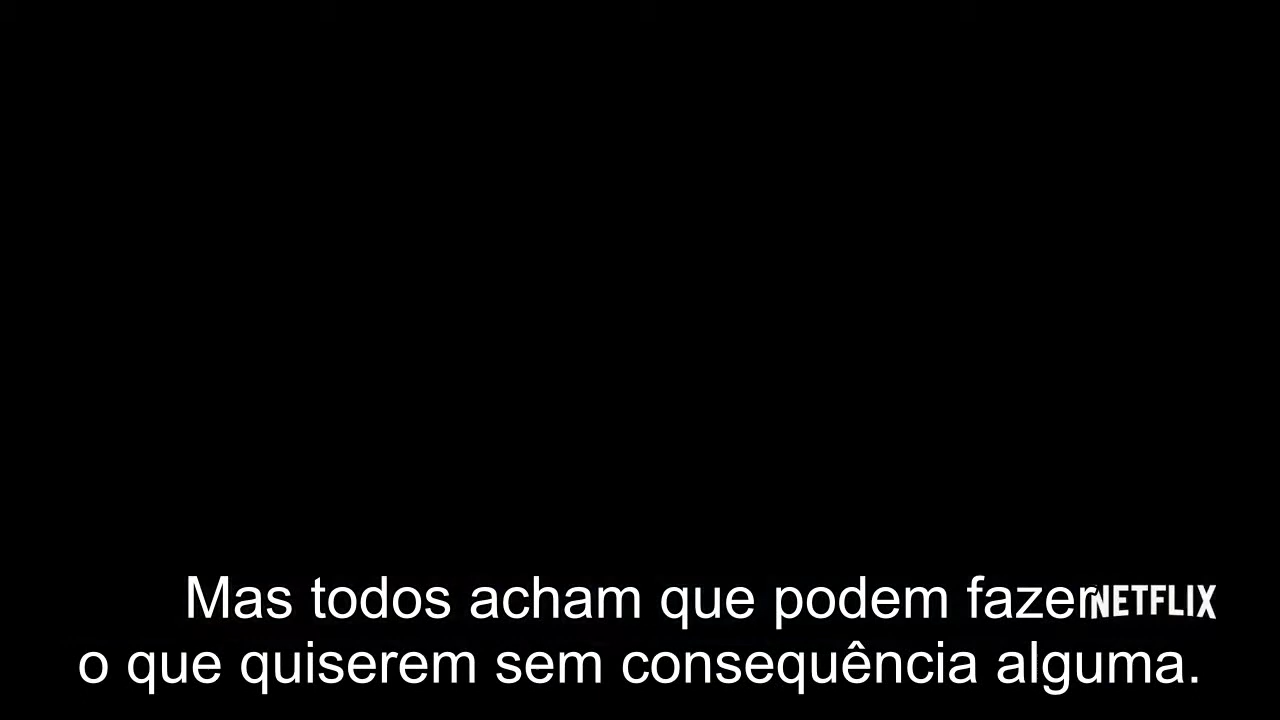 Mas todos acham que podem fazer
NETFLIX
o que quiserem sem consequência alguma.